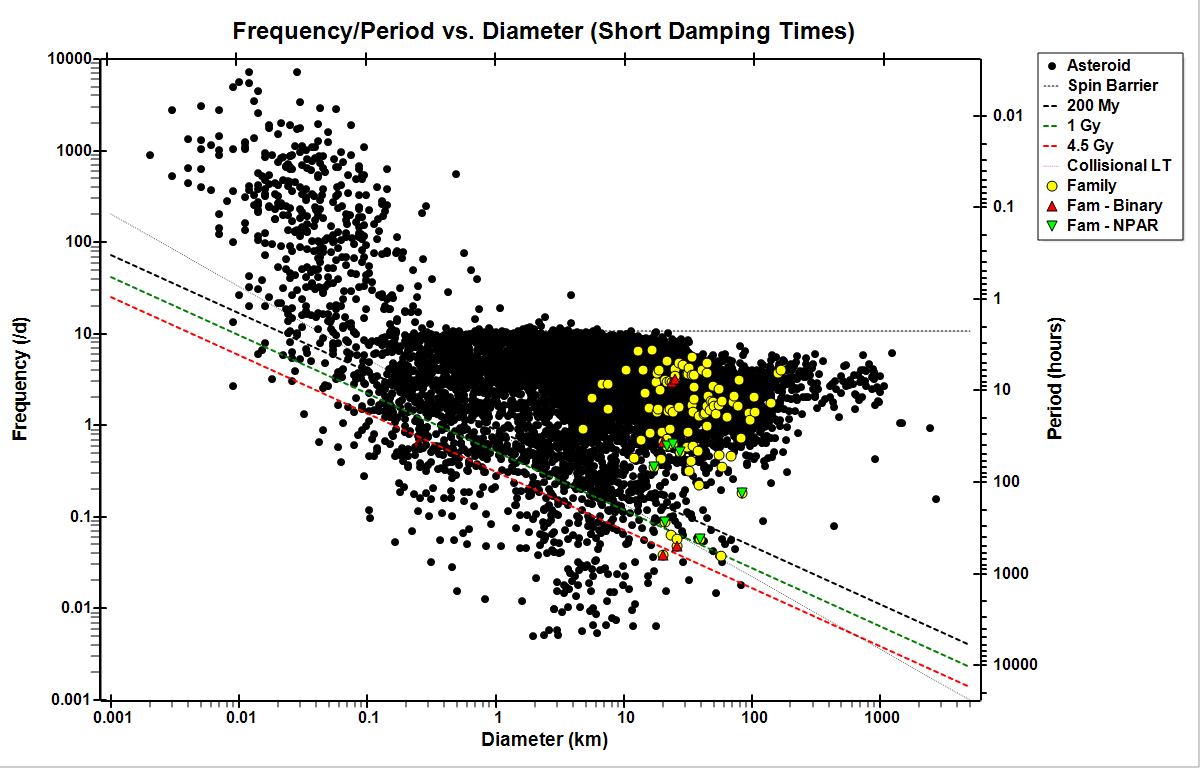 Frequency/Period vs. Diameter (Short Damping Times)
10000
1000
100
10
1
0.1
0.01
0.001
Frequency (/d)
0.001
0.01
0.1
1
10
100
1000
Diameter (km)
0.01
0.1
1
10
100
1000
10000
Period (hours)
Asteroid
Spin Barrier
200 My
1 Gy
4.5 Gy
Collisional LT
Family
Fam - Binary
Fam - NPAR